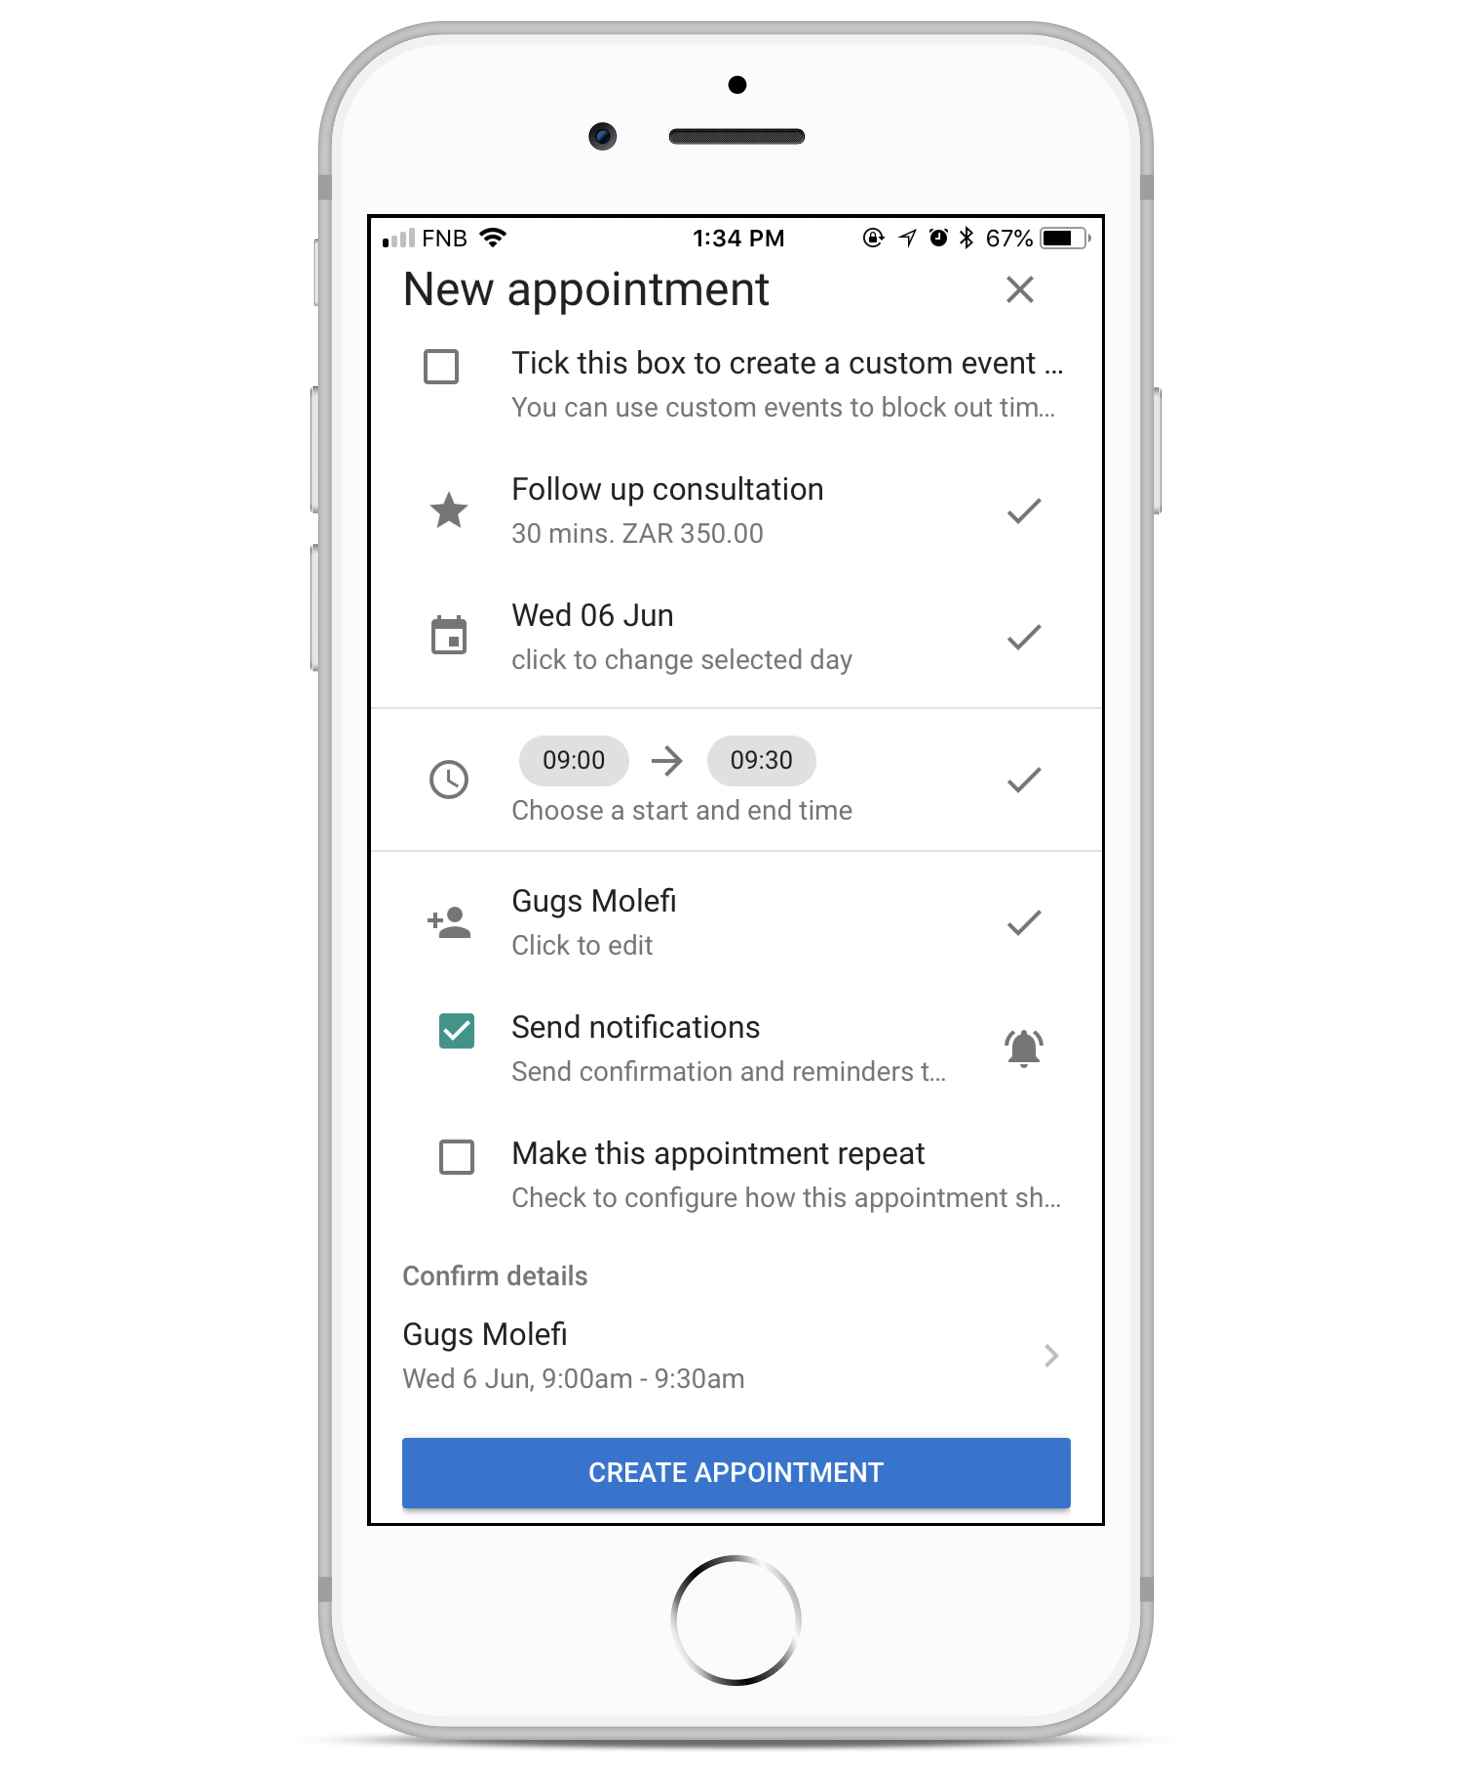 FNB 1:34 PM 67%
New appointment
Tick this box to create a custom event ...
You can use custom events to block out tim...
Follow up consultation
30 mins. ZAR 350.00
Wed 06 Jun
click to change selected day
09:00 → 09:30
Choose a start and end time
Gugs Molefi
Click to edit
Send notifications
Send confirmation and reminders t...
Make this appointment repeat
Check to configure how this appointment sh...
Confirm details
Gugs Molefi
Wed 6 Jun, 9:00am - 9:30am
CREATE APPOINTMENT